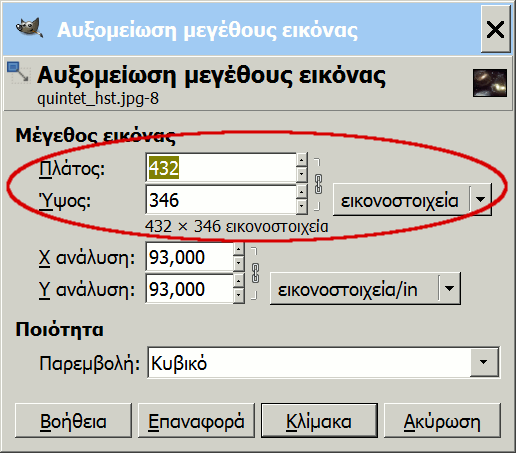 Αυξομείωση μεγέθους εικόνας
Αυξομείωση μεγέθους εικόνας
quintet_hst.jpg-8
Μέγεθος εικόνας
Πλάτος: 432
Ύψος: 346 εικονοστοιχεία
432 × 346 εικονοστοιχεία
X ανάλυση: 93,000
Y ανάλυση: 93,000 εικονοστοιχεία/in
Ποιότητα
Παρεμβολή: Κυβικό
Βοήθεια Επαναφορά Κλίμακα Ακύρωση